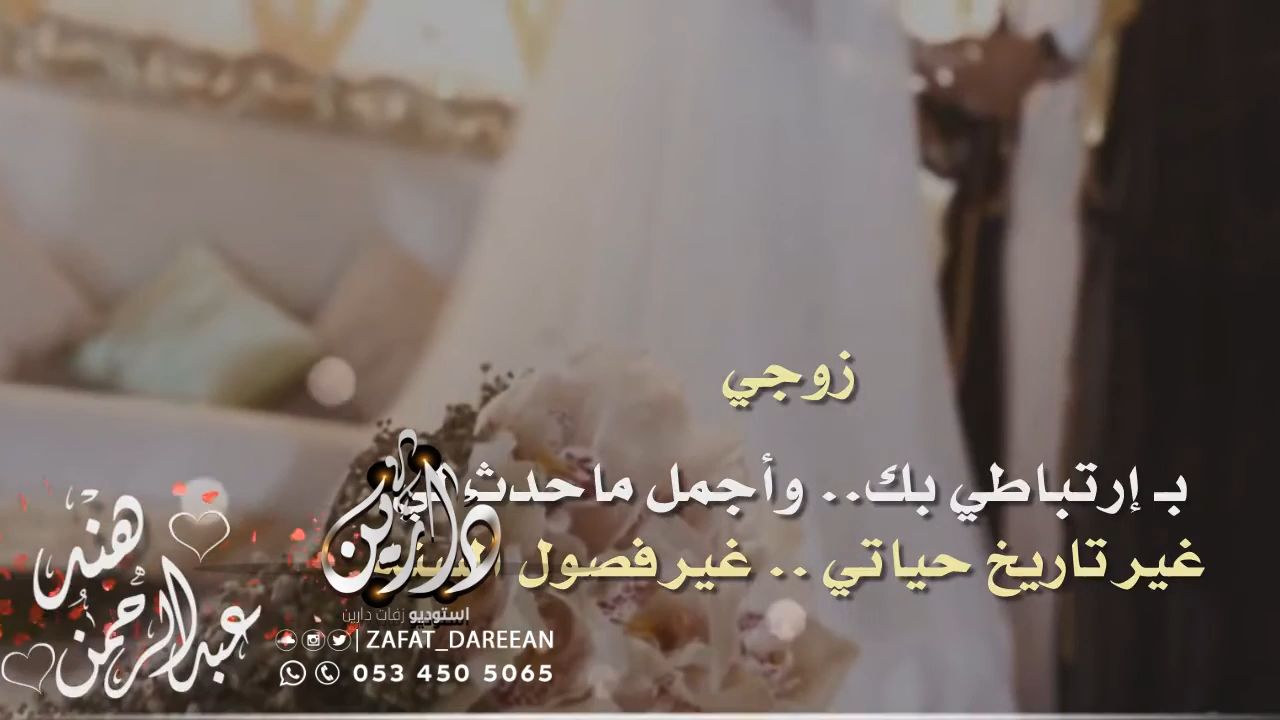 زوجي
بـ إرتباطي بك.. وأجمل ماحدث
غير تاريخ حياتي .. غير فصول
هند
عبدالرحمن
دارين
استوديو زفات دارين
| ZAFAT_DAREEAN
053 450 5065